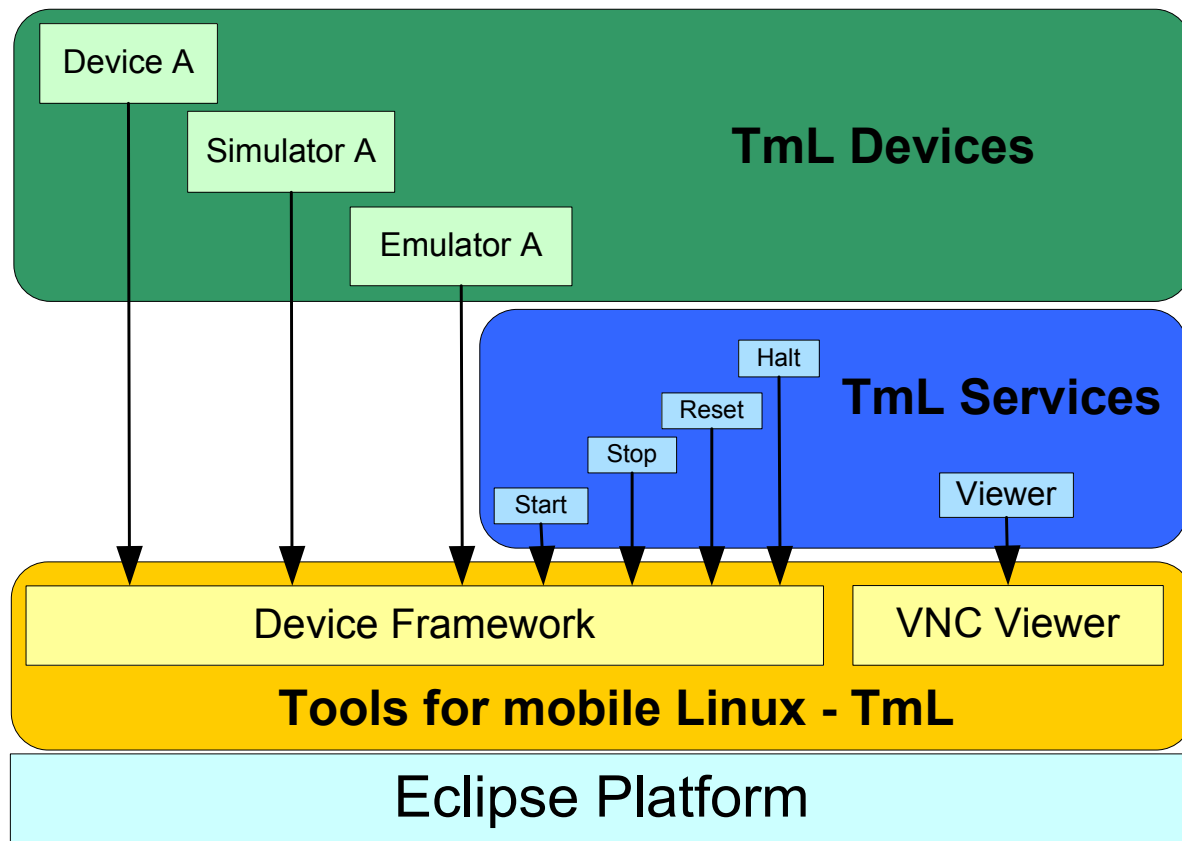 Device A
Simulator A
TmL Devices
Emulator A
Halt
TmL Services
Reset
Stop
Start
Viewer
Device Framework
VNC Viewer
Tools for mobile Linux - TmL
Eclipse Platform